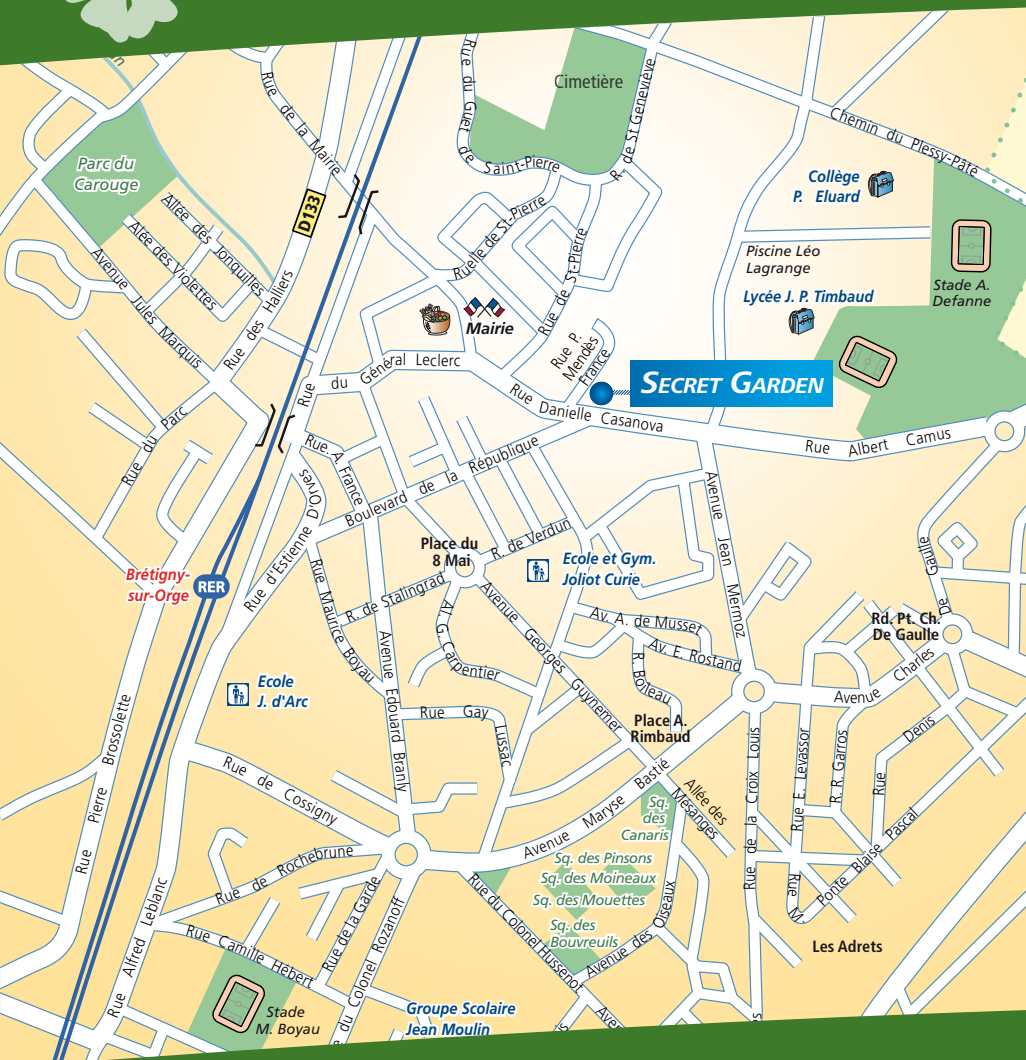 Rue du Guet de Saint-Pierre
Cimetière
R. de St Geneviève
Rue de la Mairie
Chemin du Plessy-Pâté
Parc du
Carouge
Collège
P. Eluard
D133
Allée des Jonquilles
Alée des Violettes
Avenue Jules Marquis
Ruelle de St-Pierre
Rue de St-Pierre
Piscine Léo
Lagrange
Stade A.
Defanne
Lycée J. P. Timbaud
Rue des Halliers
Mairie
Rue P.
Mendès
France
Rue du Général Leclerc
SECRET GARDEN
Rue Danielle Casanova
Rue Albert Camus
Rue du Parc
Rue A. France
Boulevard de la République
Rue d'Estienne D'Orves
Avenue Jean Mermoz
Place du
8 Mai
R. de Verdun
Ecole et Gym.
Joliot Curie
Brétigny-
sur-Orge
RER
R. de Stalingrad
Rue Maurice Boyau
Al. G. Carpentier
Avenue Georges Guynemer
Av. A. de Musset
Av. E. Rostand
R. Boileau
De Gaulle
Rd. Pt. Ch.
De Gaulle
Avenue Charles
Ecole
J. d'Arc
Avenue Edouard Branly
Rue Gay Lussac
Place A.
Rimbaud
Rue Pierre Brossolette
Rue de Cossigny
Avenue Maryse Bastié
Allée des
Mésanges
Rue de la Croix Louis
Rue E. Levassor
R. R. Garros
Rue Denis
Sq.
des
Canaris
Sq. des Pinsons
Sq. des Moineaux
Sq. des Mouettes
Sq. des
Bouvreuils
Rue M. Ponte Blaise Pascal
Rue de Rochebrune
Rue de la Garde
Rue du Colonel Hussenot
Avenue des Oiseaux
Les Adrets
Rue Alfred Leblanc
Rue Camille Hébert
du Colonel Rozanoff
Stade
M. Boyau
Groupe Scolaire
Jean Moulin